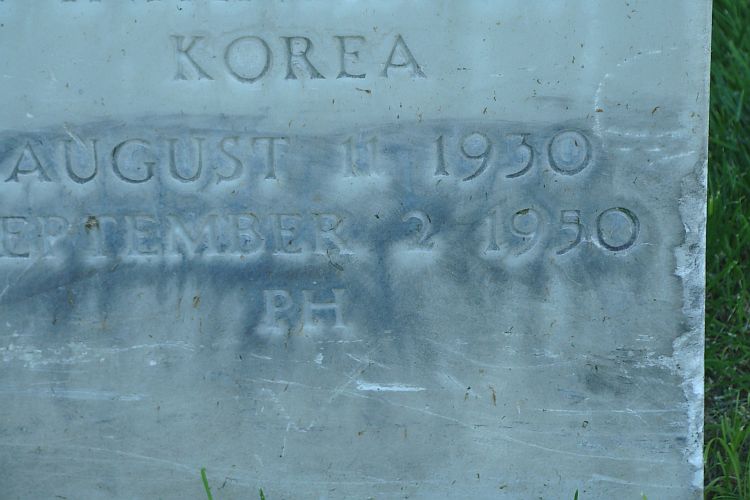 KOREA
AUGUST 11 1930
SEPTEMBER 2 1950
PH